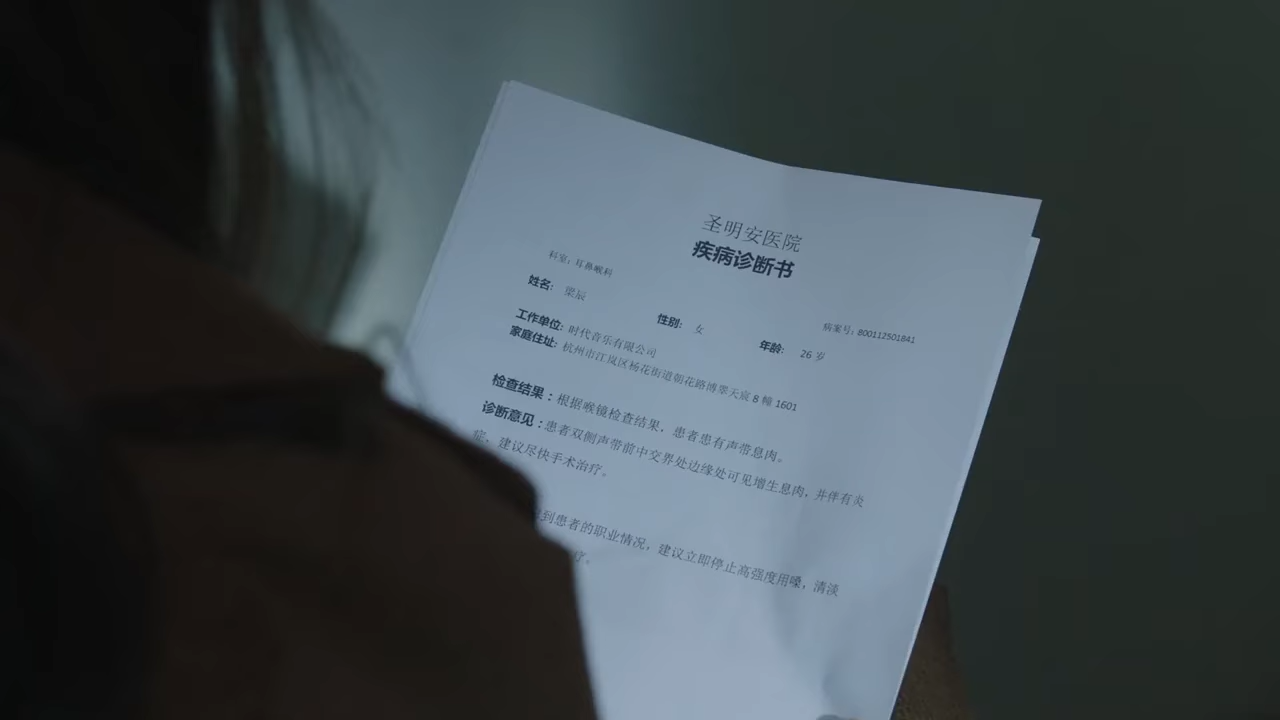 圣明安医院
疾病诊断书
科室：耳鼻喉科
病案号：800112501841
姓名： 梁辰 性别： 女 年龄： 26 岁
工作单位：时代音乐有限公司
家庭住址：杭州市江岚区杨花街道朝花路博翠天宸 8 幢 1601
检查结果：根据喉镜检查结果，患者患有声带息肉。
诊断意见：患者双侧声带前中交界处边缘处可见增生息肉，并伴有炎
症，建议尽快手术治疗。
到患者的职业情况，建议立即停止高强度用嗓，清淡
疗。